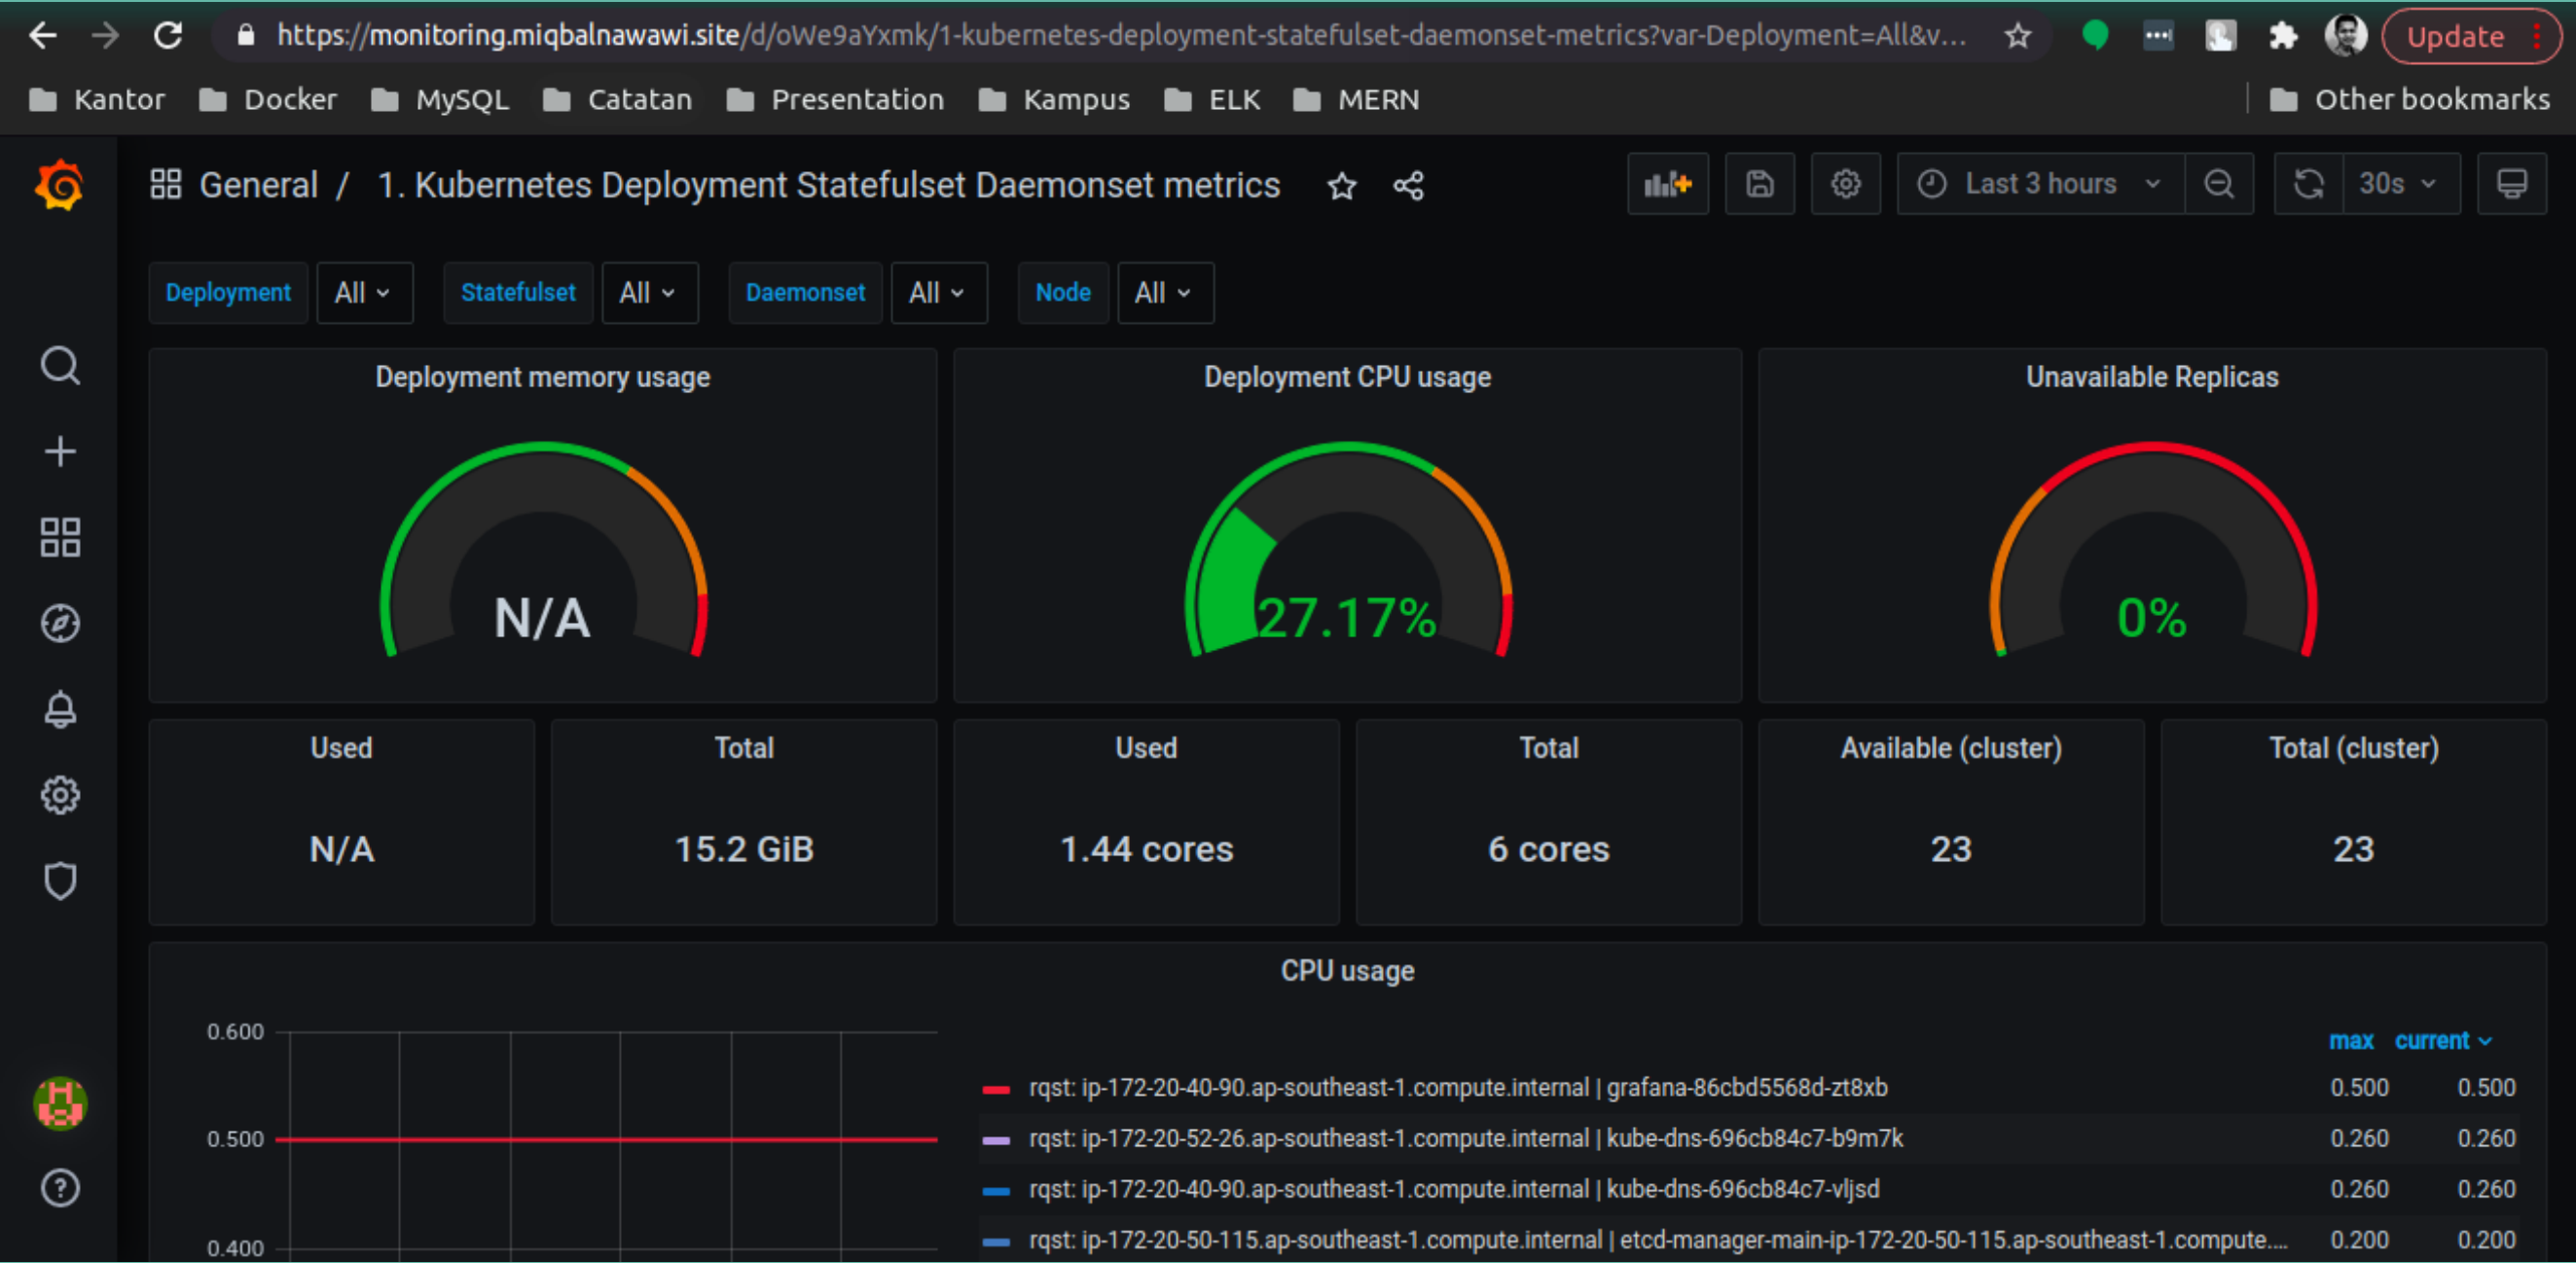 https://monitoring.miqbalnawawi.site/d/oWe9aYxmk/1-kubernetes-deployment-statefulset-daemonset-metrics?var-Deployment=All&v...
Update
Kantor Docker MySQL Catatan Presentation Kampus ELK MERN Other bookmarks
General / 1. Kubernetes Deployment Statefulset Daemonset metrics Last 3 hours 30s
Deployment All Statefulset All Daemonset All Node All
Deployment memory usage
N/A
Deployment CPU usage
27.17%
Unavailable Replicas
0%
Used
N/A
Total
15.2 GiB
Used
1.44 cores
Total
6 cores
Available (cluster)
23
Total (cluster)
23
CPU usage
0.600
0.500
0.400
max current
rqst: ip-172-20-40-90.ap-southeast-1.compute.internal | grafana-86cbd5568d-zt8xb 0.500 0.500
rqst: ip-172-20-52-26.ap-southeast-1.compute.internal | kube-dns-696cb84c7-b9m7k 0.260 0.260
rqst: ip-172-20-40-90.ap-southeast-1.compute.internal | kube-dns-696cb84c7-vljsd 0.260 0.260
rqst: ip-172-20-50-115.ap-southeast-1.compute.internal | etcd-manager-main-ip-172-20-50-115.ap-southeast-1.compute.... 0.200 0.200